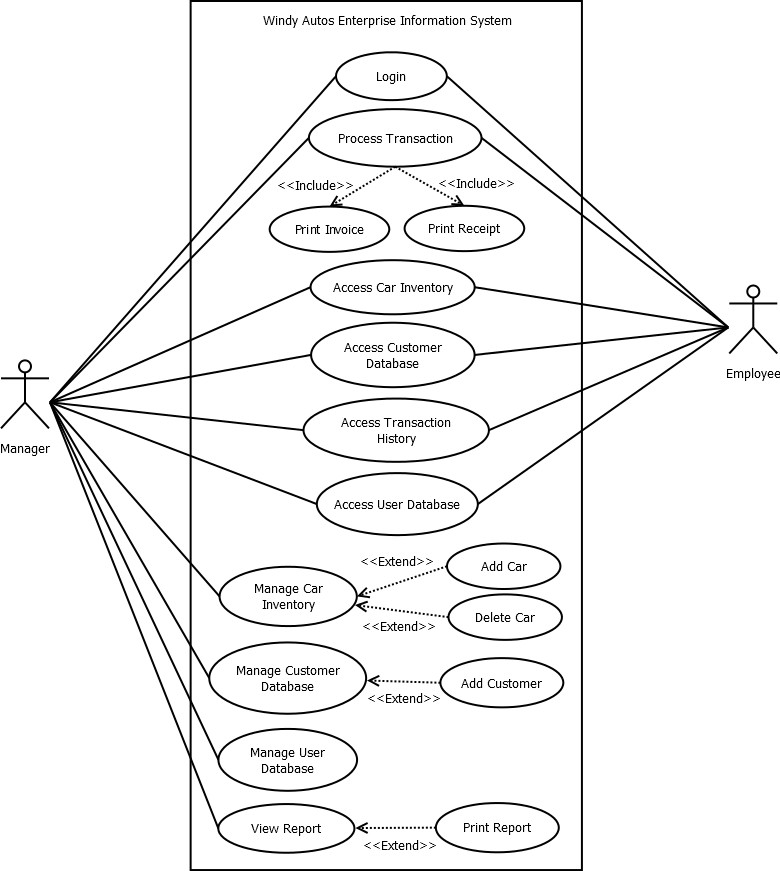 Windy Autos Enterprise Information System
Login
Process Transaction
<<Include>>
<<Include>>
Print Invoice
Print Receipt
Access Car Inventory
Access Customer
Database
Employee
Access Transaction
History
Manager
Access User Database
<<Extend>>
Add Car
Manage Car
Inventory
Delete Car
<<Extend>>
Manage Customer
Database
Add Customer
<<Extend>>
Manage User
Database
View Report
Print Report
<<Extend>>